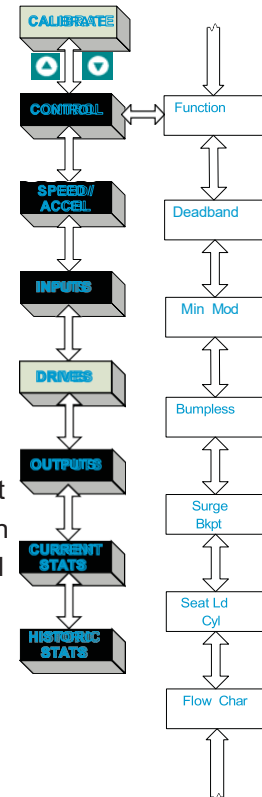 CALIBRATE
CONTROL
SPEED/
ACCEL
INPUTS
DRIVES
OUTPUTS
t
n
CURRENT
l
STATS
HISTORIC
STATS
Function
Deadband
Min Mod
Bumpless
Surge
Bkpt
Seat Ld
Cyl
Flow Char